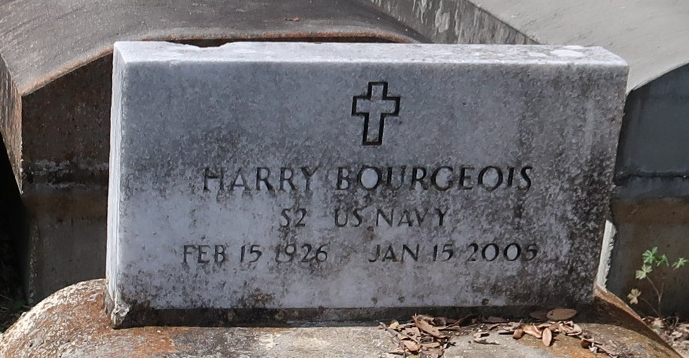 HARRY BOURGEOIS
S2 US NAVY
FEB 15 1926 JAN 15 2005